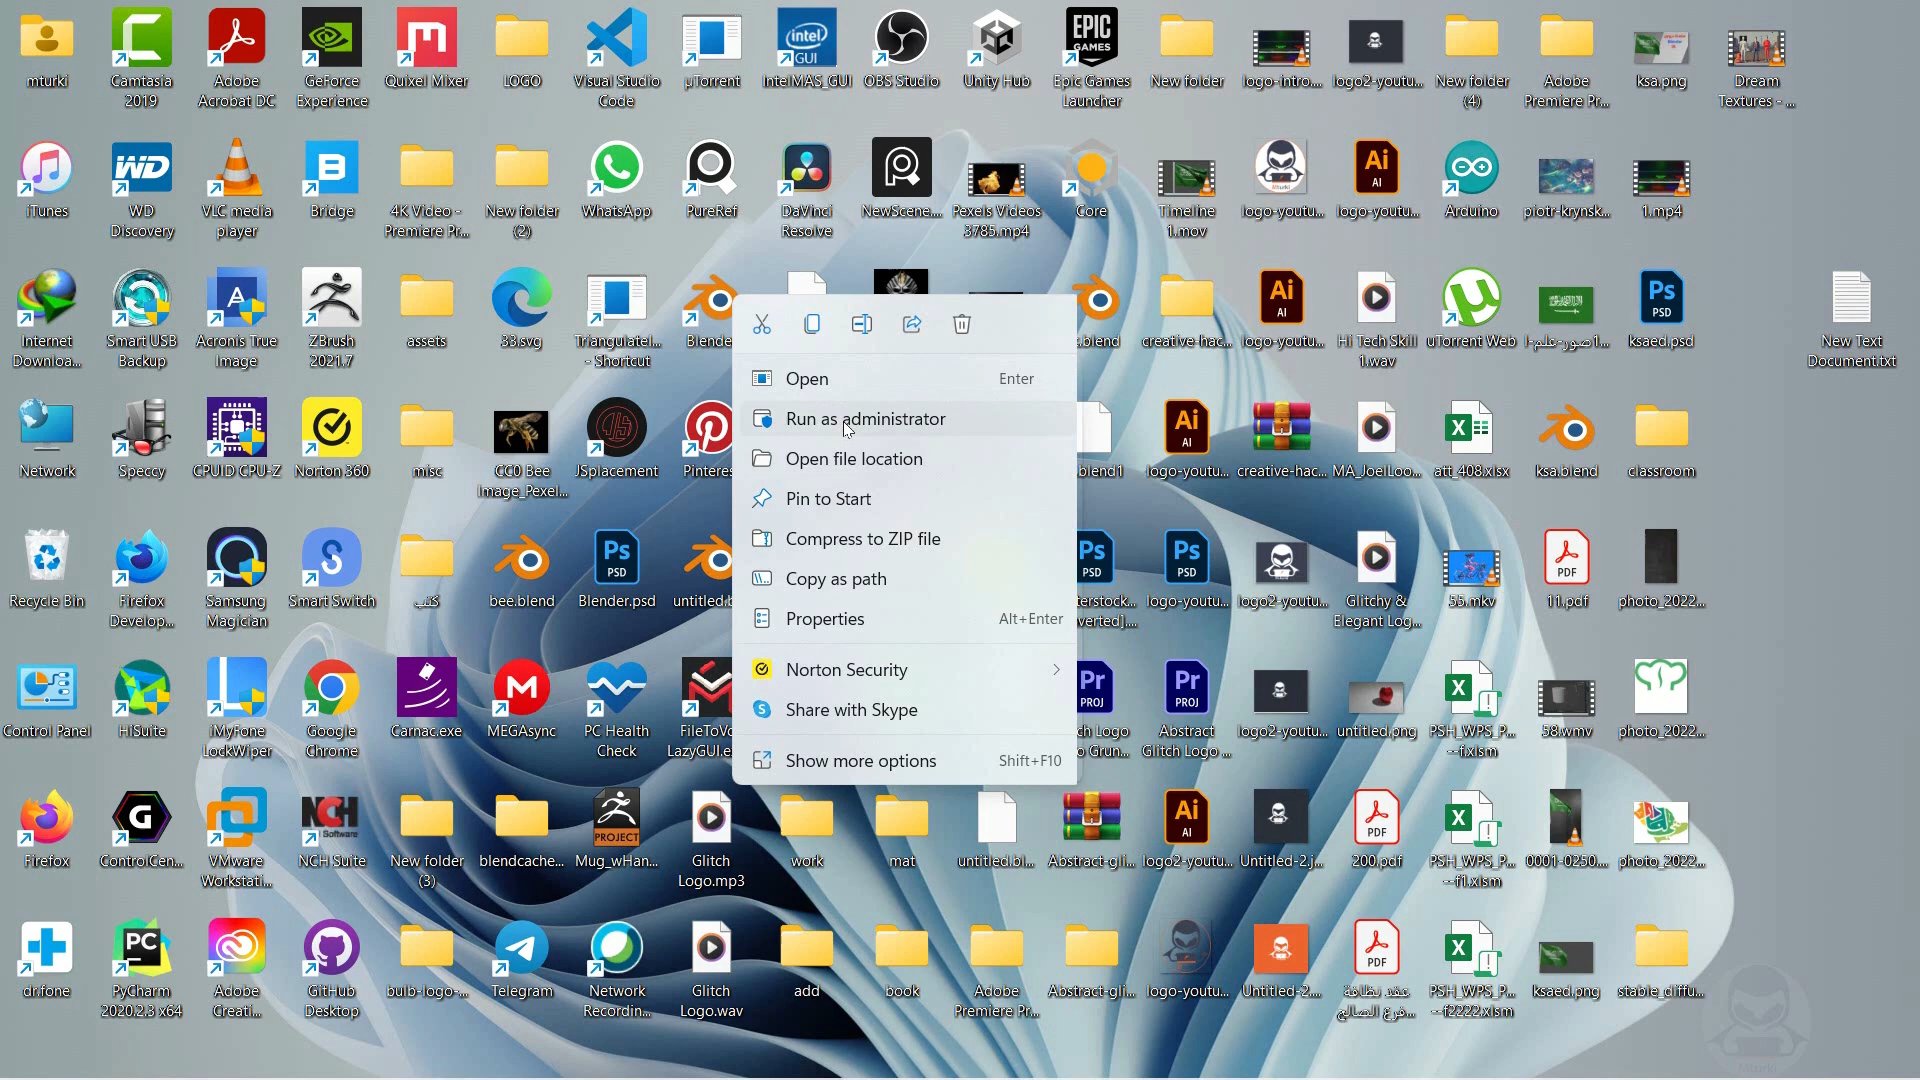 mturki
Camtasia
2019
Adobe
Acrobat DC
GeForce
Experience
Quixel Mixer
LOGO
Visual Studio
Code
µTorrent
IntelMAS_GUI
OBS Studio
Unity Hub
Epic Games
Launcher
New folder
logo-intro...
logo2-youtu...
New folder
(4)
Adobe
Premiere Pr...
ksa.png
Dream
Textures - ...
iTunes
WD
Discovery
VLC media
player
Bridge
4K Video -
Premiere Pr...
New folder
(2)
WhatsApp
PureRef
DaVinci
Resolve
NewScene....
Pexels Videos
3785.mp4
Core
Timeline
1.mov
logo-youtu...
logo-youtu...
Arduino
piotr-krynsk...
1.mp4
Internet
Downloa...
Smart USB
Backup
Acronis True
Image
ZBrush
2021.7
assets
33.svg
Triangulatel...
- Shortcut
Blende
.blend
creative-hac...
logo-youtu...
Hi Tech Skill
1.wav
uTorrent Web
ksaed.psd
New Text
Document.txt
Open Enter
Run as administrator
Open file location
Pin to Start
Compress to ZIP file
Copy as path
Properties Alt+Enter
Norton Security
Share with Skype
Show more options Shift+F10
Network
Speccy
CPUID CPU-Z
Norton 360
misc
CC0 Bee
Image_Pexel...
JSplacement
Pinteres
.blend1
logo-youtu...
creative-hac...
MA_JoelLoo...
att_408.xlsx
ksa.blend
classroom
Recycle Bin
Firefox
Develop...
Samsung
Magician
Smart Switch
كتب
bee.blend
Blender.psd
untitled.b
terstock...
verted]....
logo-youtu...
logo2-youtu...
Glitchy &
Elegant Log...
55.mkv
11.pdf
photo_2022...
Control Panel
HiSuite
iMyFone
LockWiper
Google
Chrome
Carnac.exe
MEGAsync
PC Health
Check
FileToVo
LazyGUI.e
ch Logo
o Grun...
Abstract
Glitch Logo ...
logo2-youtu...
untitled.png
PSH_WPS_P...
--f.xlsm
58.wmv
photo_2022...
Firefox
ControlCen...
VMware
Workstati...
NCH Suite
New folder
(3)
blendcache...
Mug_wHan...
Glitch
Logo.mp3
work
mat
untitled.bl...
Abstract-gli...
logo2-youtu...
Untitled-2.j...
200.pdf
PSH_WPS_P...
--f1.xlsm
0001-0250....
photo_2022...
dr.fone
PyCharm
2020.2.3 x64
Adobe
Creati...
GitHub
Desktop
bulb-logo-...
Telegram
Network
Recordin...
Glitch
Logo.wav
add
book
Adobe
Premiere Pr...
Abstract-gli...
logo-youtu...
Untitled-2....
عقد نظافة
فرع الصالح...
PSH_WPS_P...
--f2222.xlsm
ksaed.png
stable_diffu...